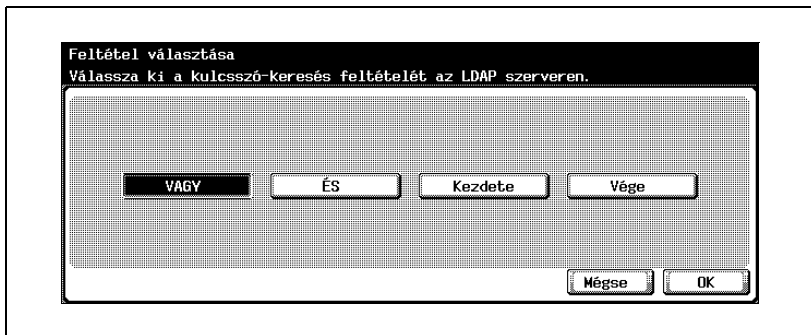 Feltétel választása
Válassza ki a kulcsszó-keresés feltételét az LDAP szerveren.
VAGY ÉS Kezdete Vége
Mégse OK